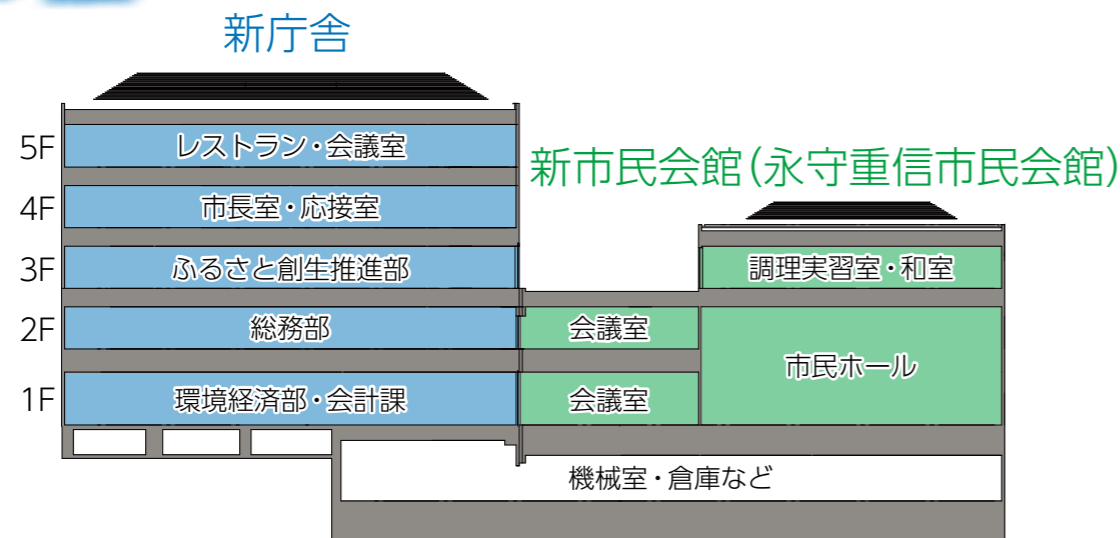 新庁舎
新市民会館(永守重信市民会館)
5F レストラン・会議室
4F 市長室・応接室
3F ふるさと創生推進部 調理実習室・和室
2F 総務部 会議室
市民ホール
1F 環境経済部・会計課 会議室
機械室・倉庫など